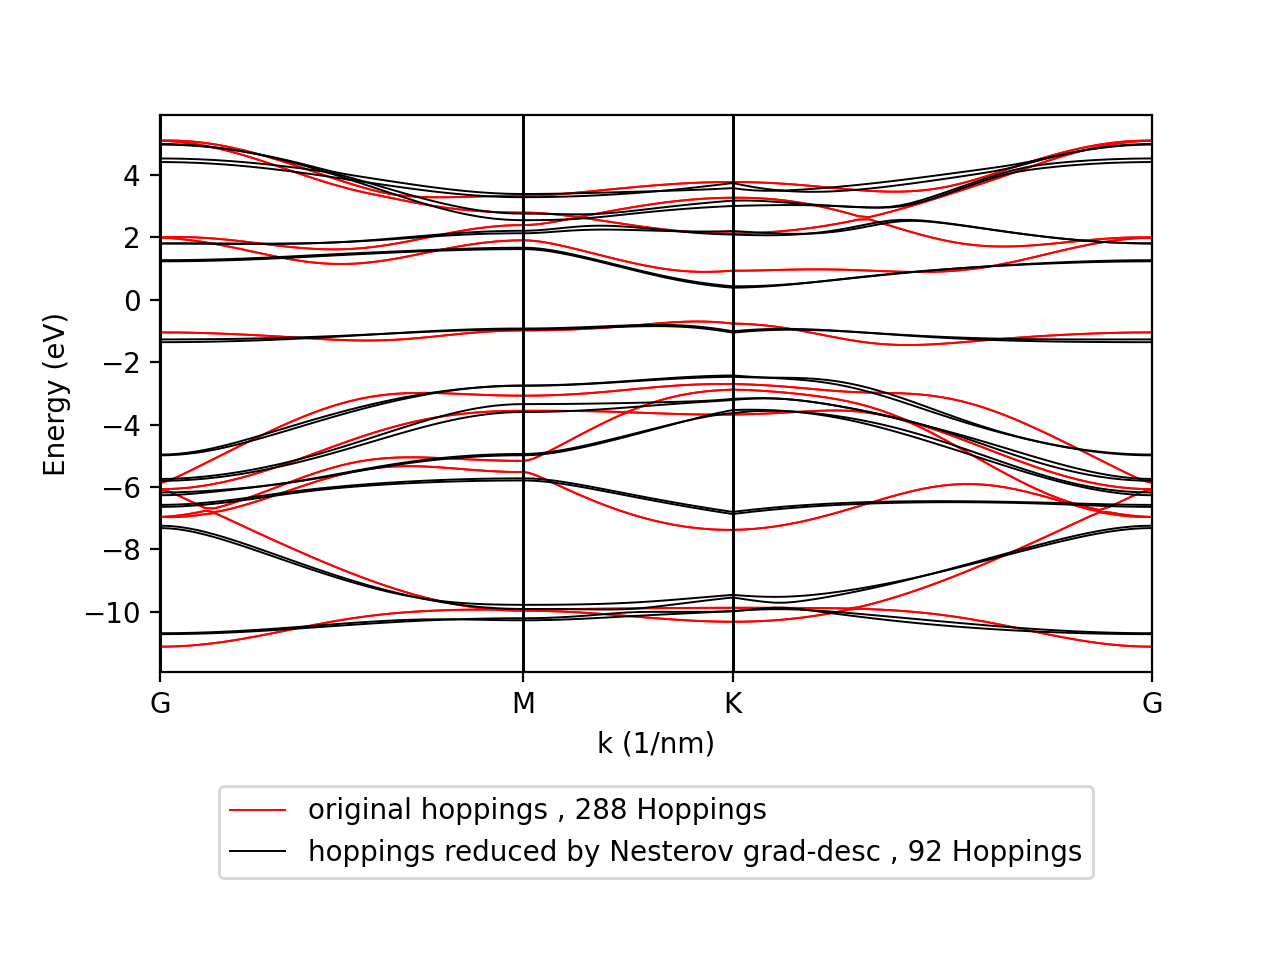 4
2
0
−2
−4
−6
−8
−10
Energy (eV)
G M K G
k (1/nm)
original hoppings , 288 Hoppings
hoppings reduced by Nesterov grad-desc , 92 Hoppings